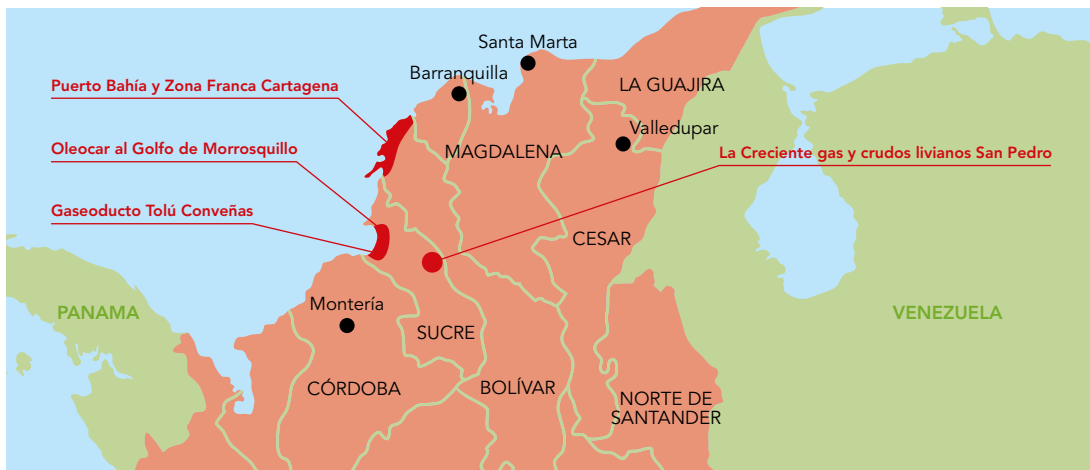 Santa Marta
Barranquilla
Puerto Bahía y Zona Franca Cartagena
LA GUAJIRA
Valledupar
Oleocar al Golfo de Morrosquillo
MAGDALENA
La Creciente gas y crudos livianos San Pedro
Gaseoducto Tolú Conveñas
CESAR
PANAMA
Montería
VENEZUELA
SUCRE
CÓRDOBA
BOLÍVAR
NORTE DE
SANTANDER